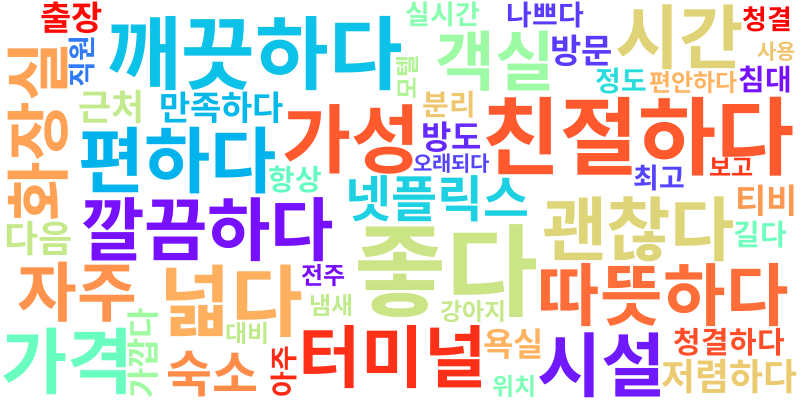 출장
직원
깨끗하다
모텔
실시간
객실
나쁘다
방문
시간
청결
사용
화장실
근처
만족하다
가성
분리
방도
정도
편안하다
침대
편하다
항상
오래되다
친절하다
최고
보고
다음
깔끔하다
넷플릭스
괜찮다
티비
길다
자주
넓다
전주
냄새
좋다
강아지
따뜻하다
가격
가깝다
대비
숙소
아주
터미널
욕실
위치
시설
청결하다
저렴하다